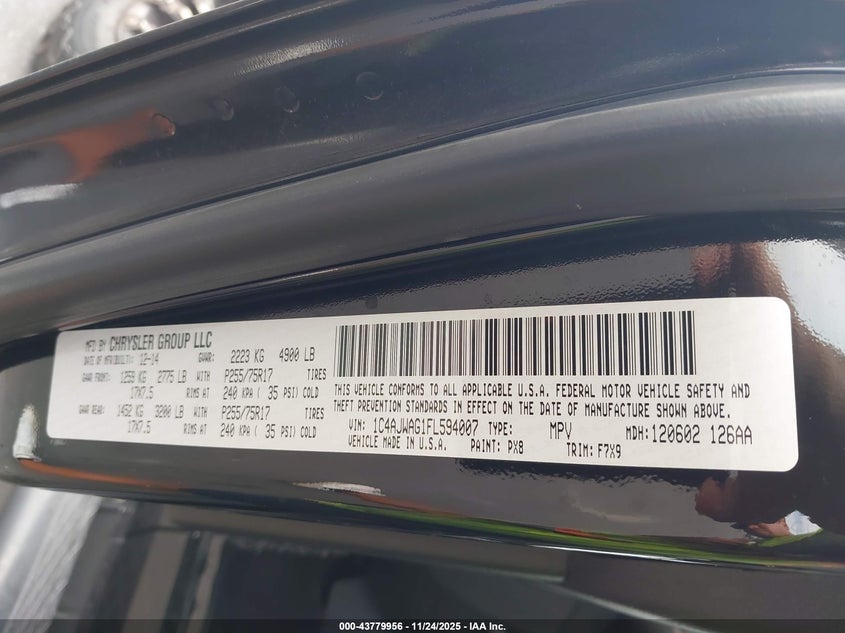 MFD BY CHRYSLER GROUP LLC
DATE OF MFR(BUILT): 12-14 GVWR: 2223 KG 4900 LB
GAWR FRONT: 1259 KG 2775 LB WITH P255/75R17 TIRES
17X7.5 RIMS AT 240 KPA ( 35 PSI) COLD
GAWR REAR: 1452 KG 3200 LB WITH P255/75R17 TIRES
17X7.5 RIMS AT 240 KPA ( 35 PSI) COLD
THIS VEHICLE CONFORMS TO ALL APPLICABLE U.S.A. FEDERAL MOTOR VEHICLE SAFETY AND
THEFT PREVENTION STANDARDS IN EFFECT ON THE DATE OF MANUFACTURE SHOWN ABOVE.
VIN: 1C4AJWAG1FL594007 TYPE: MPV MDH: 120602 126AA
VEHICLE MADE IN U.S.A. PAINT: PX8 TRIM: F7X9
000-43779956 - 11/24/2025 - IAA Inc.